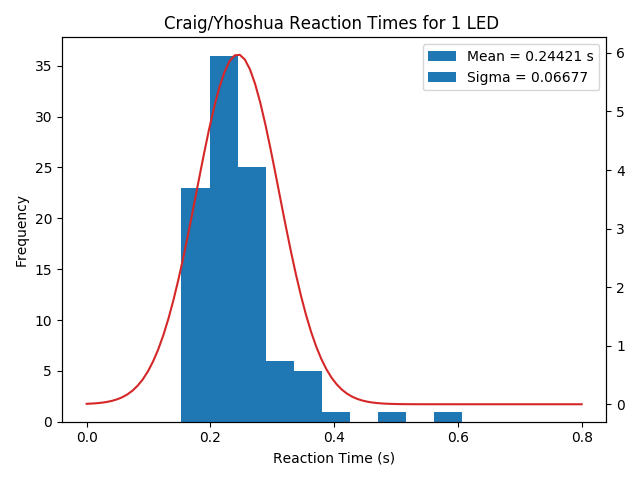 Craig/Yhoshua Reaction Times for 1 LED
Mean = 0.24421 s
Sigma = 0.06677
Frequency
35
30
25
20
15
10
5
0
6
5
4
3
2
1
0
0.0 0.2 0.4 0.6 0.8
Reaction Time (s)